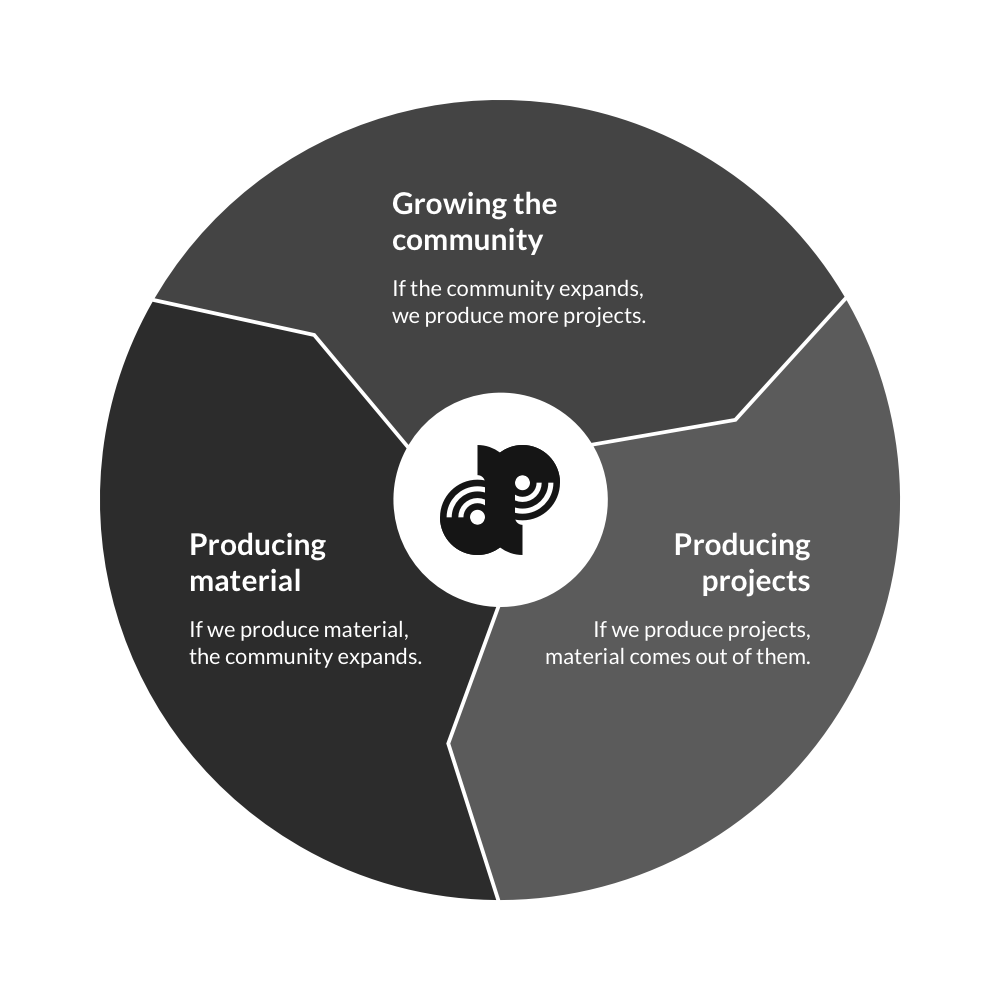 Growing the
community
If the community expands,
we produce more projects.
Producing
projects
If we produce projects,
material comes out of them.
Producing
material
If we produce material,
the community expands.